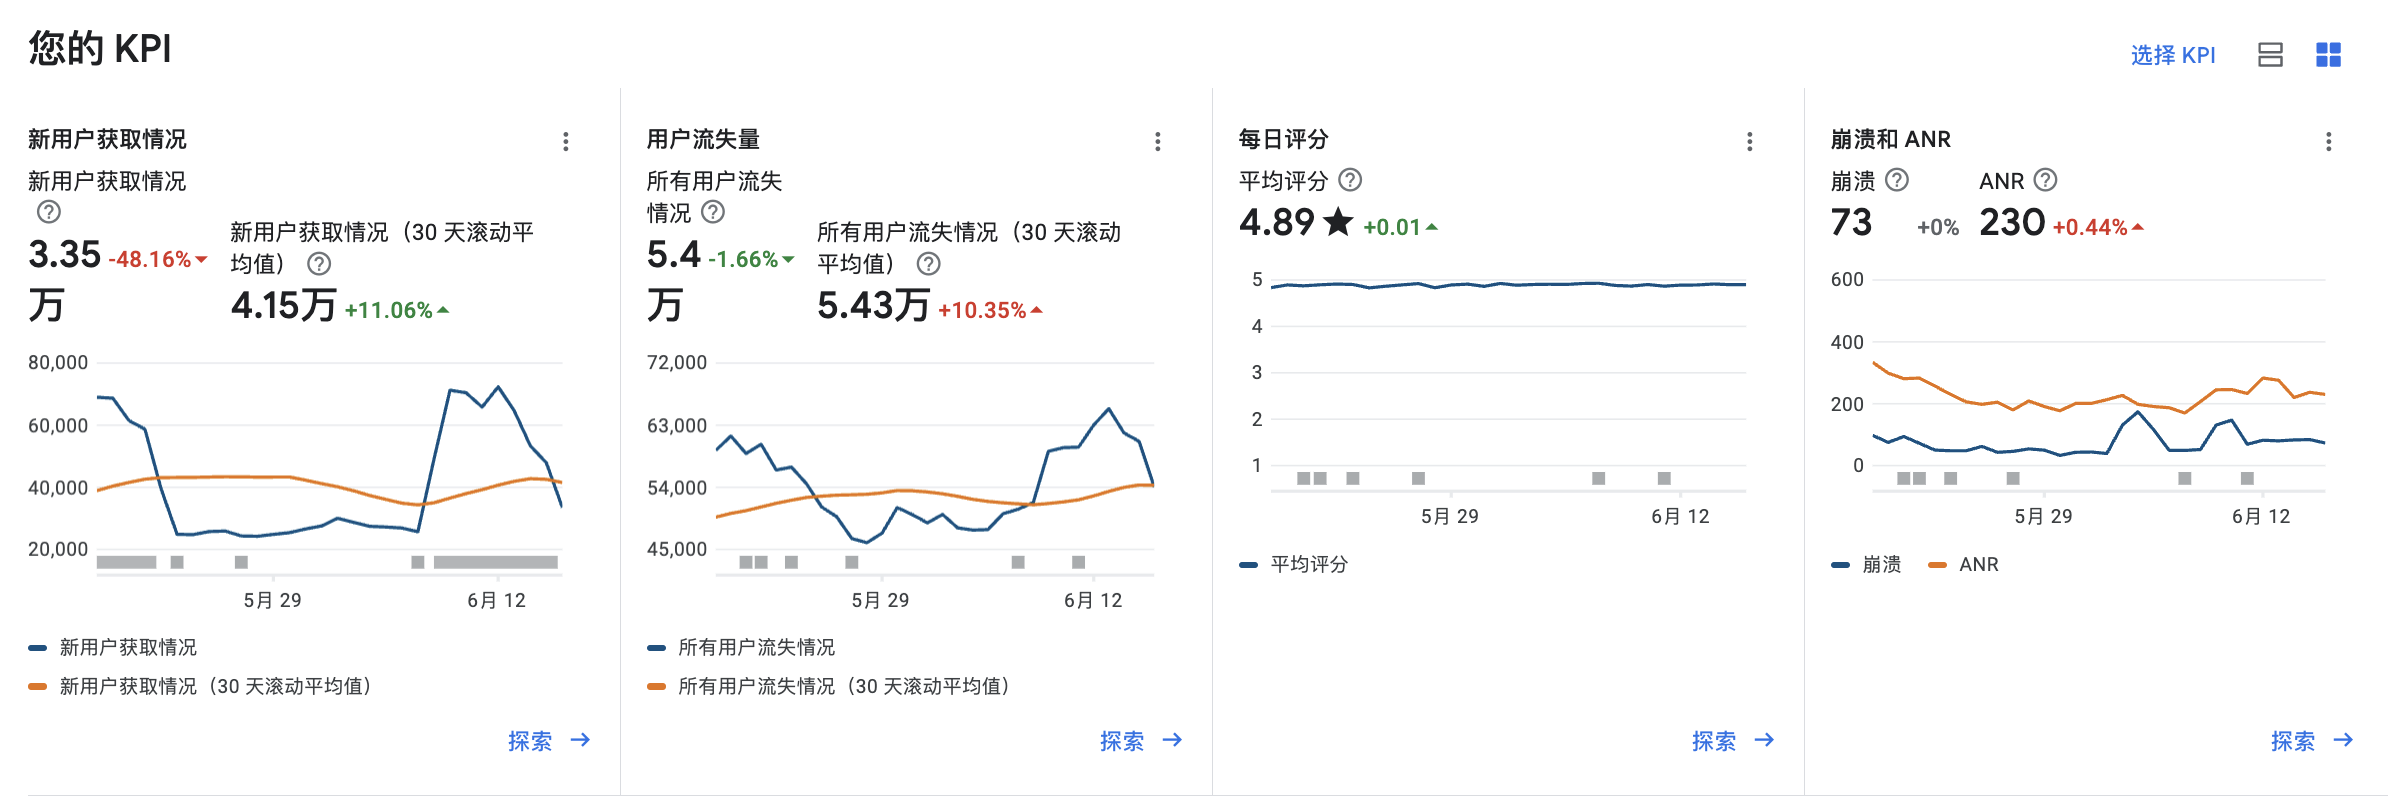 您的 KPI
选择 KPI
新用户获取情况
新用户获取情况
3.35
万
-48.16%
新用户获取情况（30 天滚动平
均值）
4.15万 +11.06%
80,000
60,000
40,000
20,000
5月 29
6月 12
新用户获取情况
新用户获取情况（30 天滚动平均值）
探索
用户流失量
所有用户流失
情况
5.4
万
-1.66%
所有用户流失情况（30 天滚动
平均值）
5.43万 +10.35%
72,000
63,000
54,000
45,000
5月 29
6月 12
所有用户流失情况
所有用户流失情况（30 天滚动平均值）
探索
每日评分
平均评分
4.89 +0.01
5
4
3
2
1
5月 29
6月 12
平均评分
探索
崩溃和 ANR
崩溃
73 +0%
ANR
230 +0.44%
600
400
200
0
5月 29
6月 12
崩溃
ANR
探索